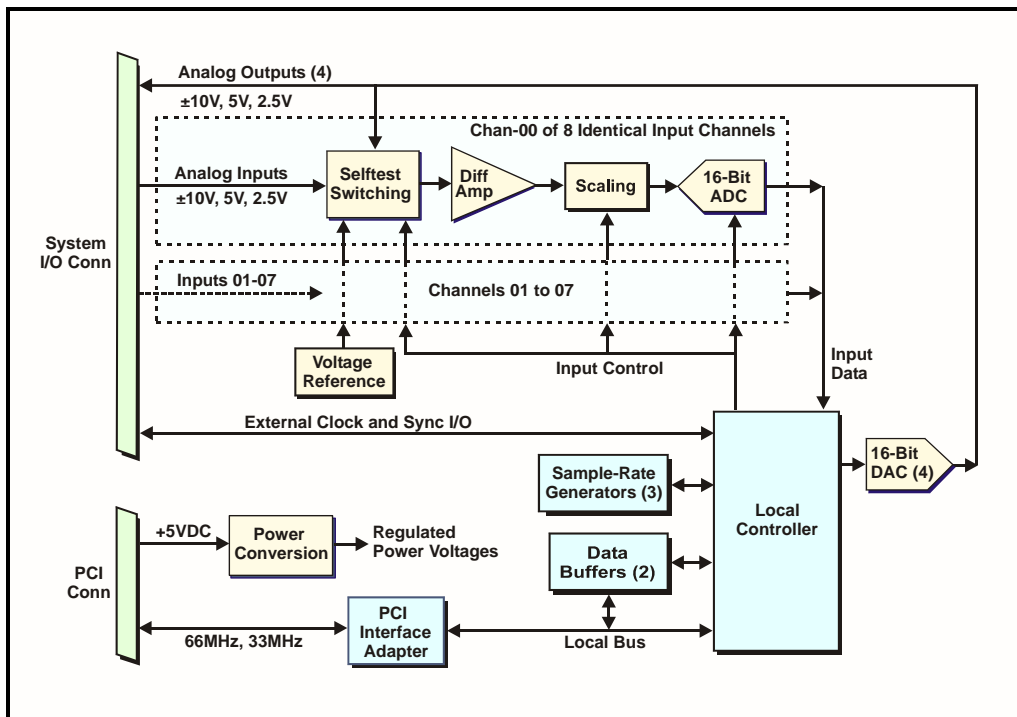 Analog Outputs (4)
±10V, 5V, 2.5V
Chan-00 of 8 Identical Input Channels
Analog Inputs
±10V, 5V, 2.5V
Selftest
Switching
Diff
Amp
Scaling
16-Bit
ADC
System
I/O Conn
Inputs 01-07
Channels 01 to 07
Voltage
Reference
Input Control
Input
Data
External Clock and Sync I/O
16-Bit
DAC (4)
Sample-Rate
Generators (3)
Local
Controller
+5VDC
Power
Conversion
Regulated
Power Voltages
Data
Buffers (2)
PCI
Conn
66MHz, 33MHz
PCI
Interface
Adapter
Local Bus